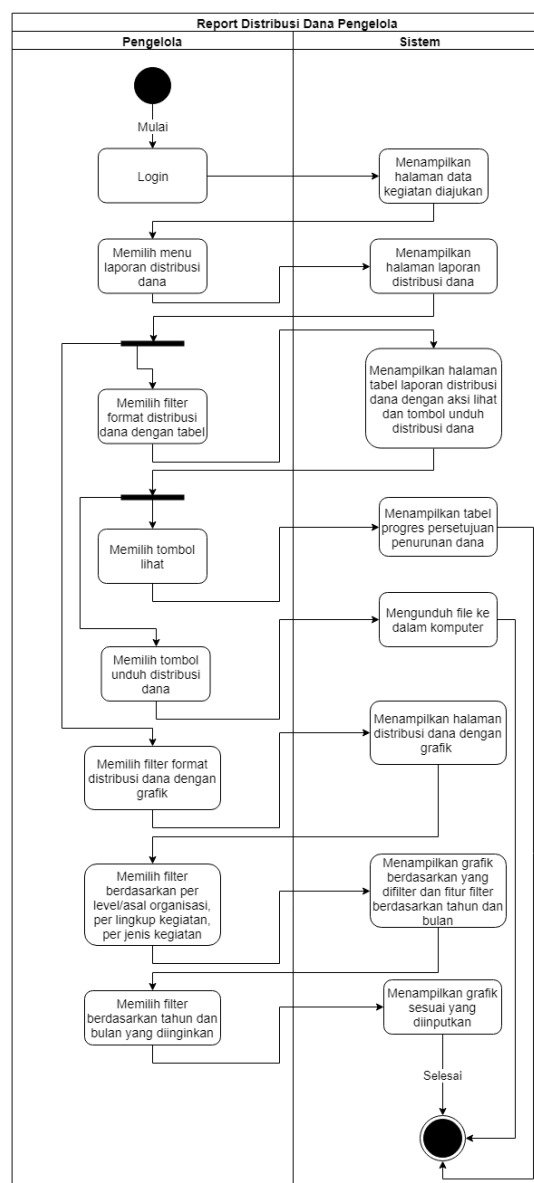 Report Distribusi Dana Pengelola
Pengelola
Sistem
Mulai
Login
Menampilkan
halaman data
kegiatan diajukan
Memilih menu
laporan distribusi
dana
Menampilkan
halaman laporan
distribusi dana
Memilih filter
format distribusi
dana dengan tabel
Menampilkan halaman
tabel laporan distribusi
dana dengan aksi lihat
dan tombol unduh
distribusi dana
Memilih tombol
lihat
Menampilkan tabel
progres persetujuan
penurunan dana
Memilih tombol
unduh distribusi
dana
Mengunduh file ke
dalam komputer
Memilih filter format
distribusi dana dengan
grafik
Menampilkan halaman
distribusi dana dengan
grafik
Memilih filter
berdasarkan per
level/asal organisasi,
per lingkup kegiatan,
per jenis kegiatan
Menampilkan grafik
berdasarkan yang
difilter dan fitur filter
berdasarkan tahun dan
bulan
Memilih filter
berdasarkan tahun dan
bulan yang diinginkan
Menampilkan grafik
sesuai yang
diinputkan
Selesai